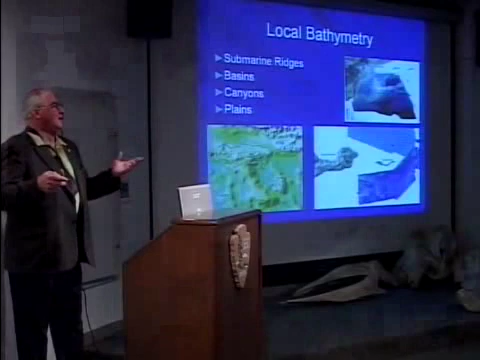 Local Bathymetry
Submarine Ridges
Basins
Canyons
Plains